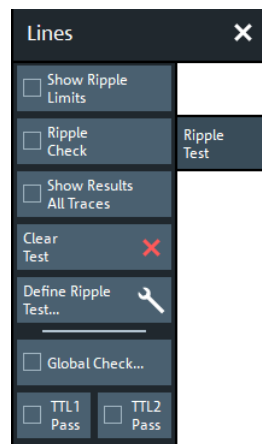 Lines
Show Ripple
Limits
Ripple
Check
Ripple
Test
Show Results
All Traces
Clear
Test
Define Ripple
Test...
Global Check...
TTL1
Pass
TTL2
Pass